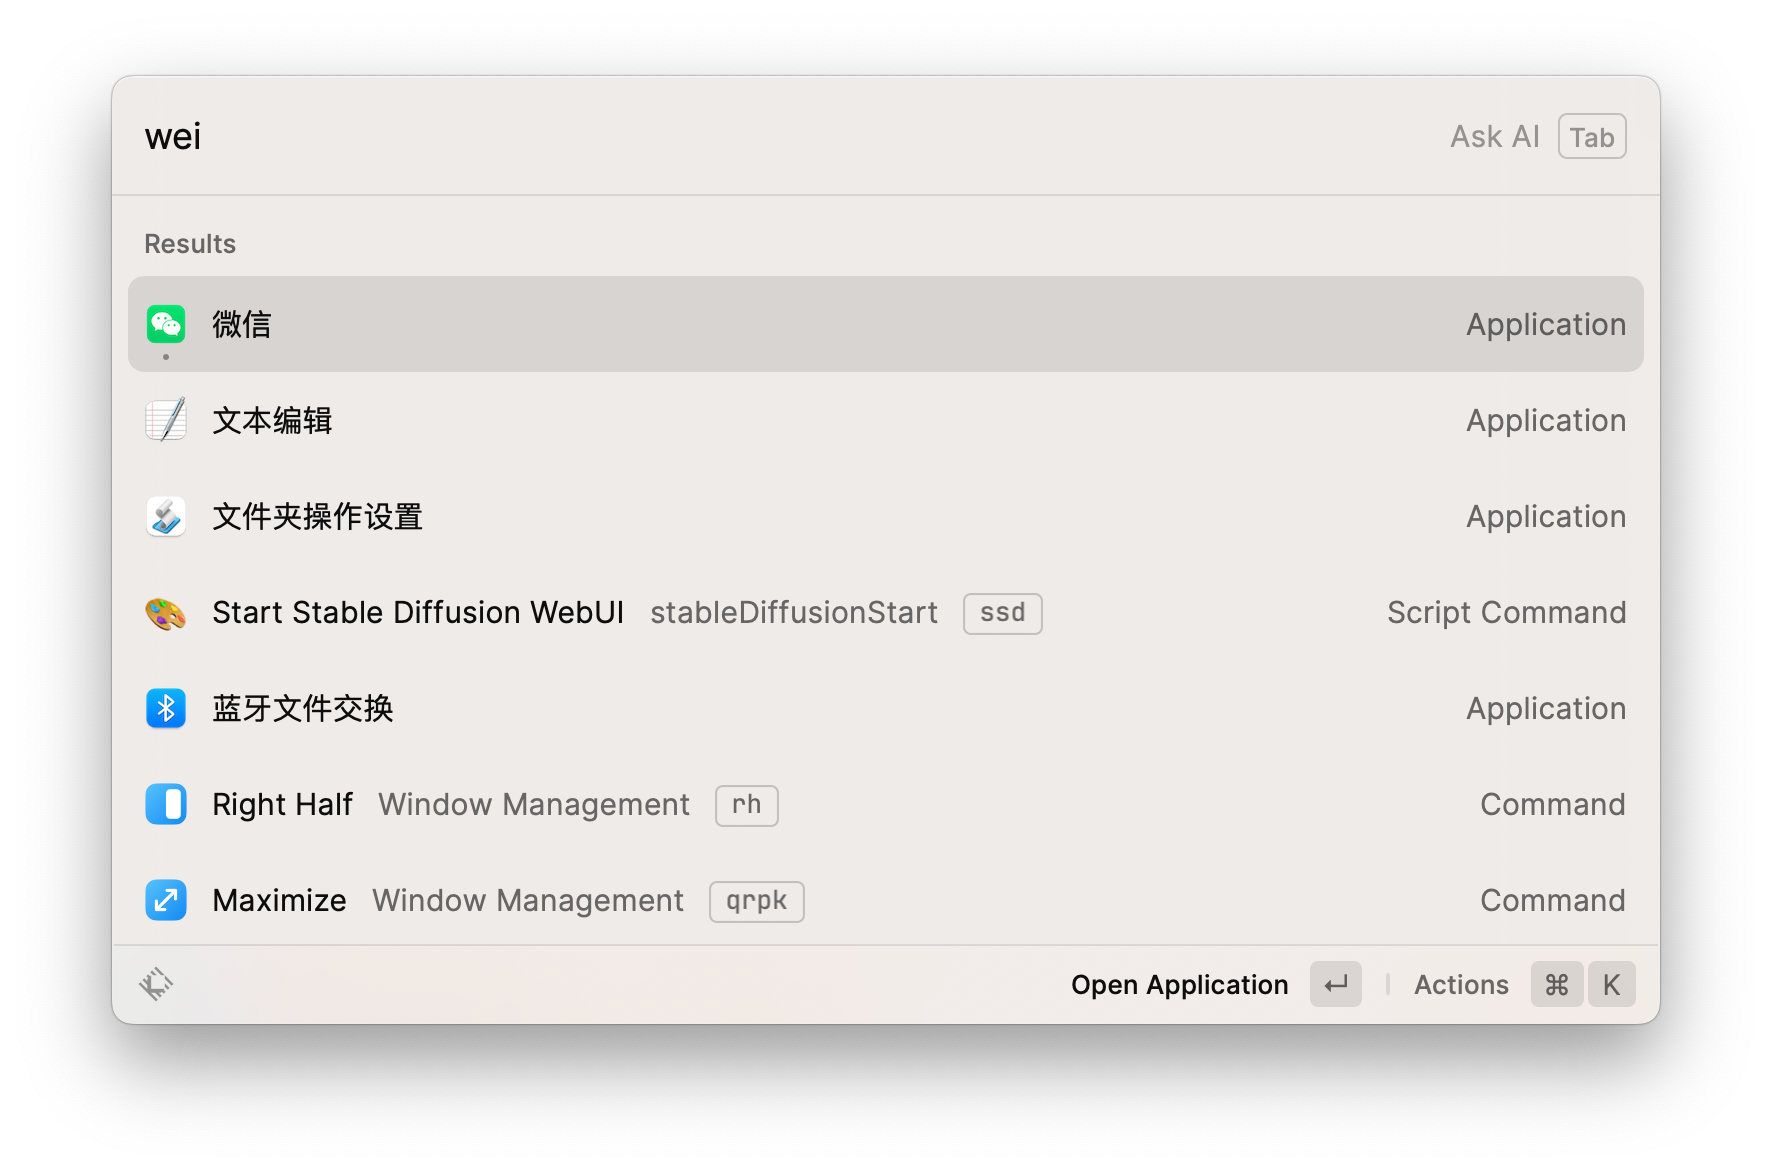 wei Ask AI Tab
Results
微信 Application
文本编辑 Application
文件夹操作设置 Application
Start Stable Diffusion WebUI stableDiffusionStart ssd Script Command
蓝牙文件交换 Application
Right Half Window Management rh Command
Maximize Window Management qrpk Command
Open Application ↵ Actions ⌘ K